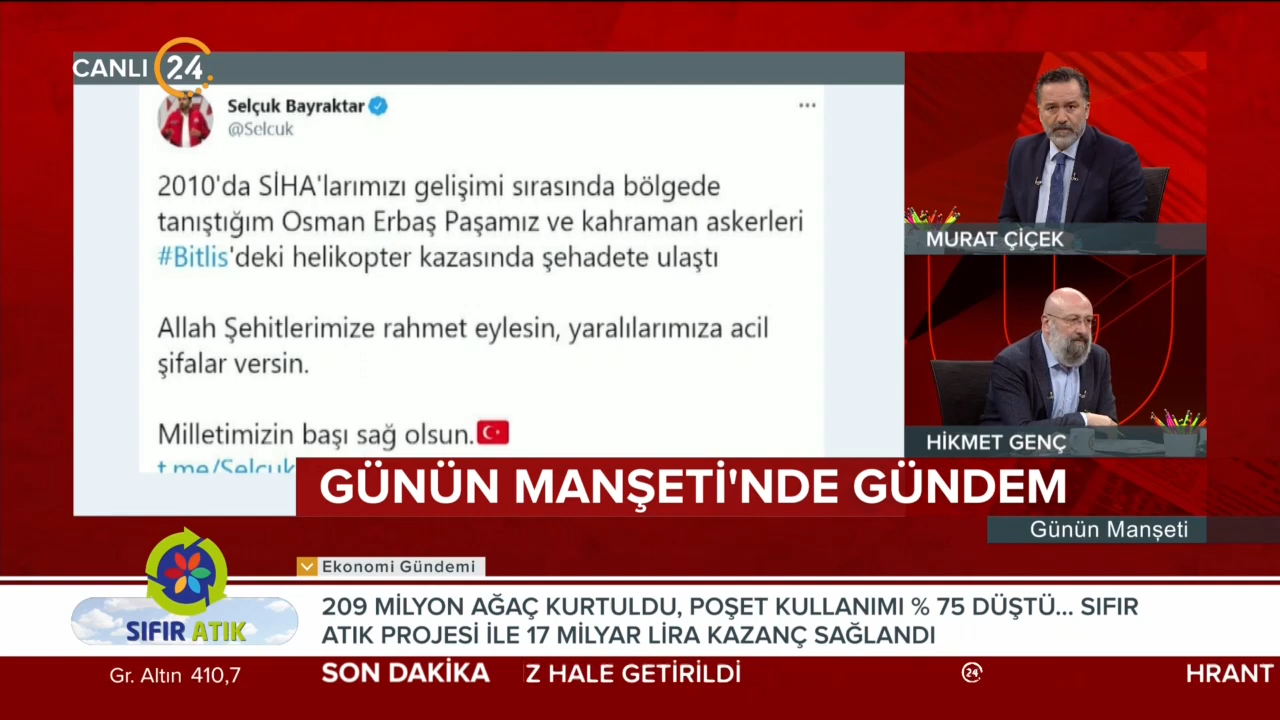 CANLI 24
Selçuk Bayraktar
@Selcuk
2010'da SİHA'larımızı gelişimi sırasında bölgede
tanıştığım Osman Erbaş Paşamız ve kahraman askerleri
#Bitlis'deki helikopter kazasında şehadete ulaştı
Allah Şehitlerimize rahmet eylesin, yaralılarımıza acil
şifalar versin.
Milletimizin başı sağ olsun.
t.me/Selcuk
MURAT ÇİÇEK
HİKMET GENÇ
GÜNÜN MANŞETİ'NDE GÜNDEM
Günün Manşeti
Ekonomi Gündemi
209 MİLYON AĞAÇ KURTULDU, POŞET KULLANIMI % 75 DÜŞTÜ... SIFIR
ATIK PROJESİ İLE 17 MİLYAR LİRA KAZANÇ SAĞLANDI
SIFIR ATIK
Gr. Altın 410,7
SON DAKİKA
Z HALE GETİRİLDİ
24
HRANT